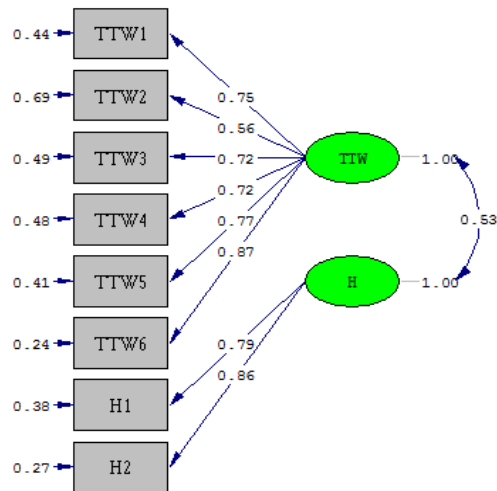 0.44 TTW1
0.75
0.69 TTW2
0.56
0.49 TTW3 0.72 TTW 1.00
0.72
0.48 TTW4 0.53
0.77
0.87
0.41 TTW5 H 1.00
0.24 TTW6
0.79
0.86
0.38 H1
0.27 H2